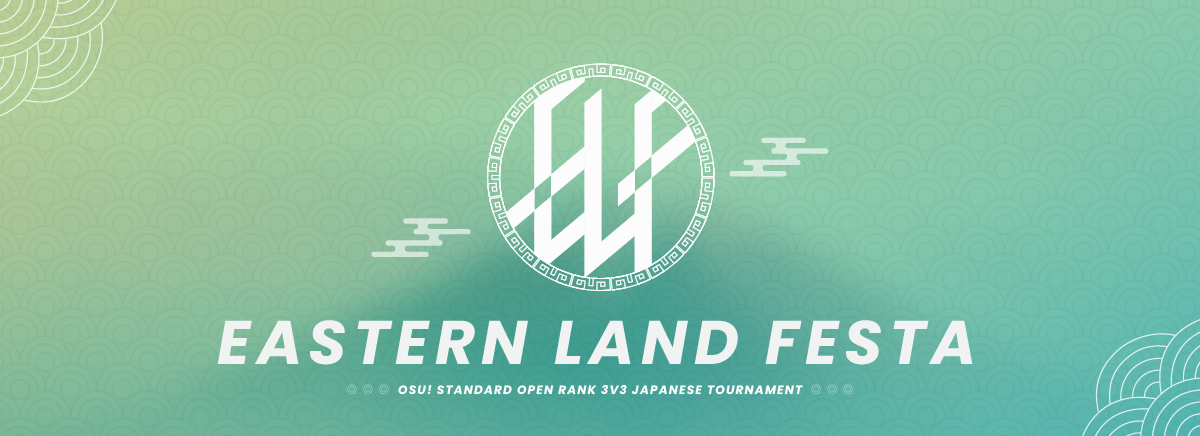 EASTERN LAND FESTA
OSU! STANDARD OPEN RANK 3V3 JAPANESE TOURNAMENT